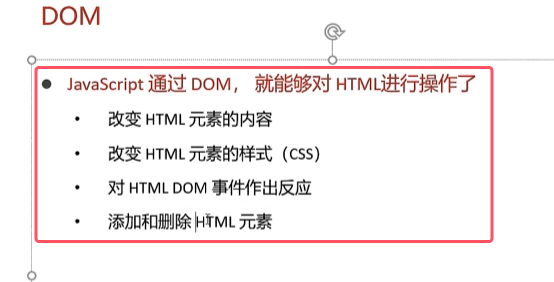 DOM
● JavaScript 通过 DOM， 就能够对 HTML进行操作了
• 改变 HTML 元素的内容
• 改变 HTML 元素的样式（CSS）
• 对 HTML DOM 事件作出反应
• 添加和删除 HTML 元素